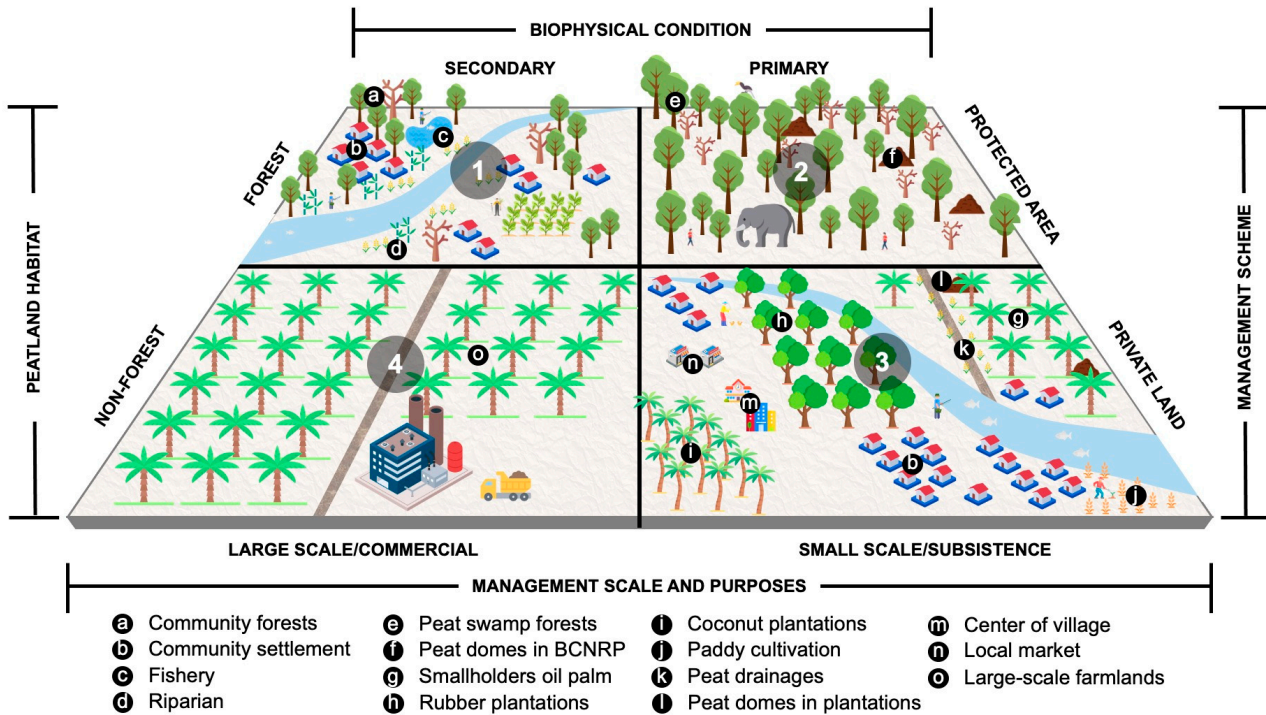 BIOPHYSICAL CONDITION
SECONDARY
PRIMARY
PEATLAND HABITAT
FOREST
NON-FOREST
PROTECTED AREA
PRIVATE LAND
MANAGEMENT SCHEME
a
b
c
d
1
e
f
2
4
o
h
n
m
i
b
3
l
g
k
j
LARGE SCALE/COMMERCIAL
SMALL SCALE/SUBSISTENCE
MANAGEMENT SCALE AND PURPOSES
a Community forests
b Community settlement
c Fishery
d Riparian
e Peat swamp forests
f Peat domes in BCNRP
g Smallholders oil palm
h Rubber plantations
i Coconut plantations
j Paddy cultivation
k Peat drainages
l Peat domes in plantations
m Center of village
n Local market
o Large-scale farmlands